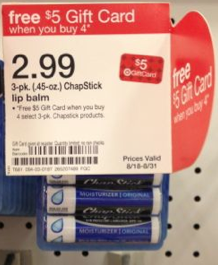 free $5 Gift Card
when you buy 4*
2.99
3-pk. (.45-oz.) ChapStick
lip balm
• *Free $5 Gift Card when you buy
4 select 3-pk. Chapstick products.
$5
GiftCard
free
$5 Gift Card
when you buy 4*
Prices Valid
8/18-8/31
ChapStick
MOISTURIZER | ORIGINAL
ChapStick
MOISTURIZER | ORIGINAL